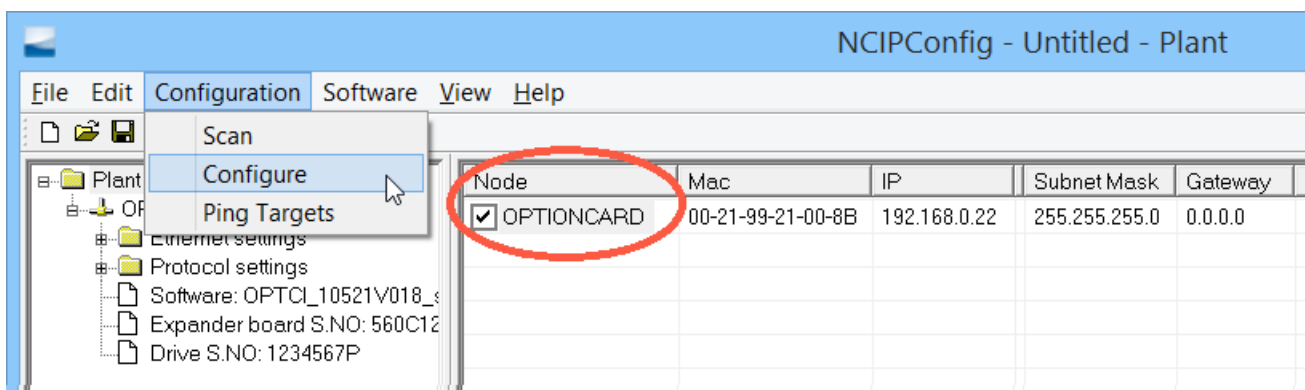 NCIPConfig - Untitled - Plant
File Edit Configuration Software View Help
Scan
Configure
Ping Targets
Plant
Ethernet settings
Protocol settings
Software: OPTCI_10521V018_
Expander board S.NO: 560C12
Drive S.NO: 1234567P
Node Mac IP Subnet Mask Gateway
OPTIONCARD 00-21-99-21-00-8B 192.168.0.22 255.255.255.0 0.0.0.0